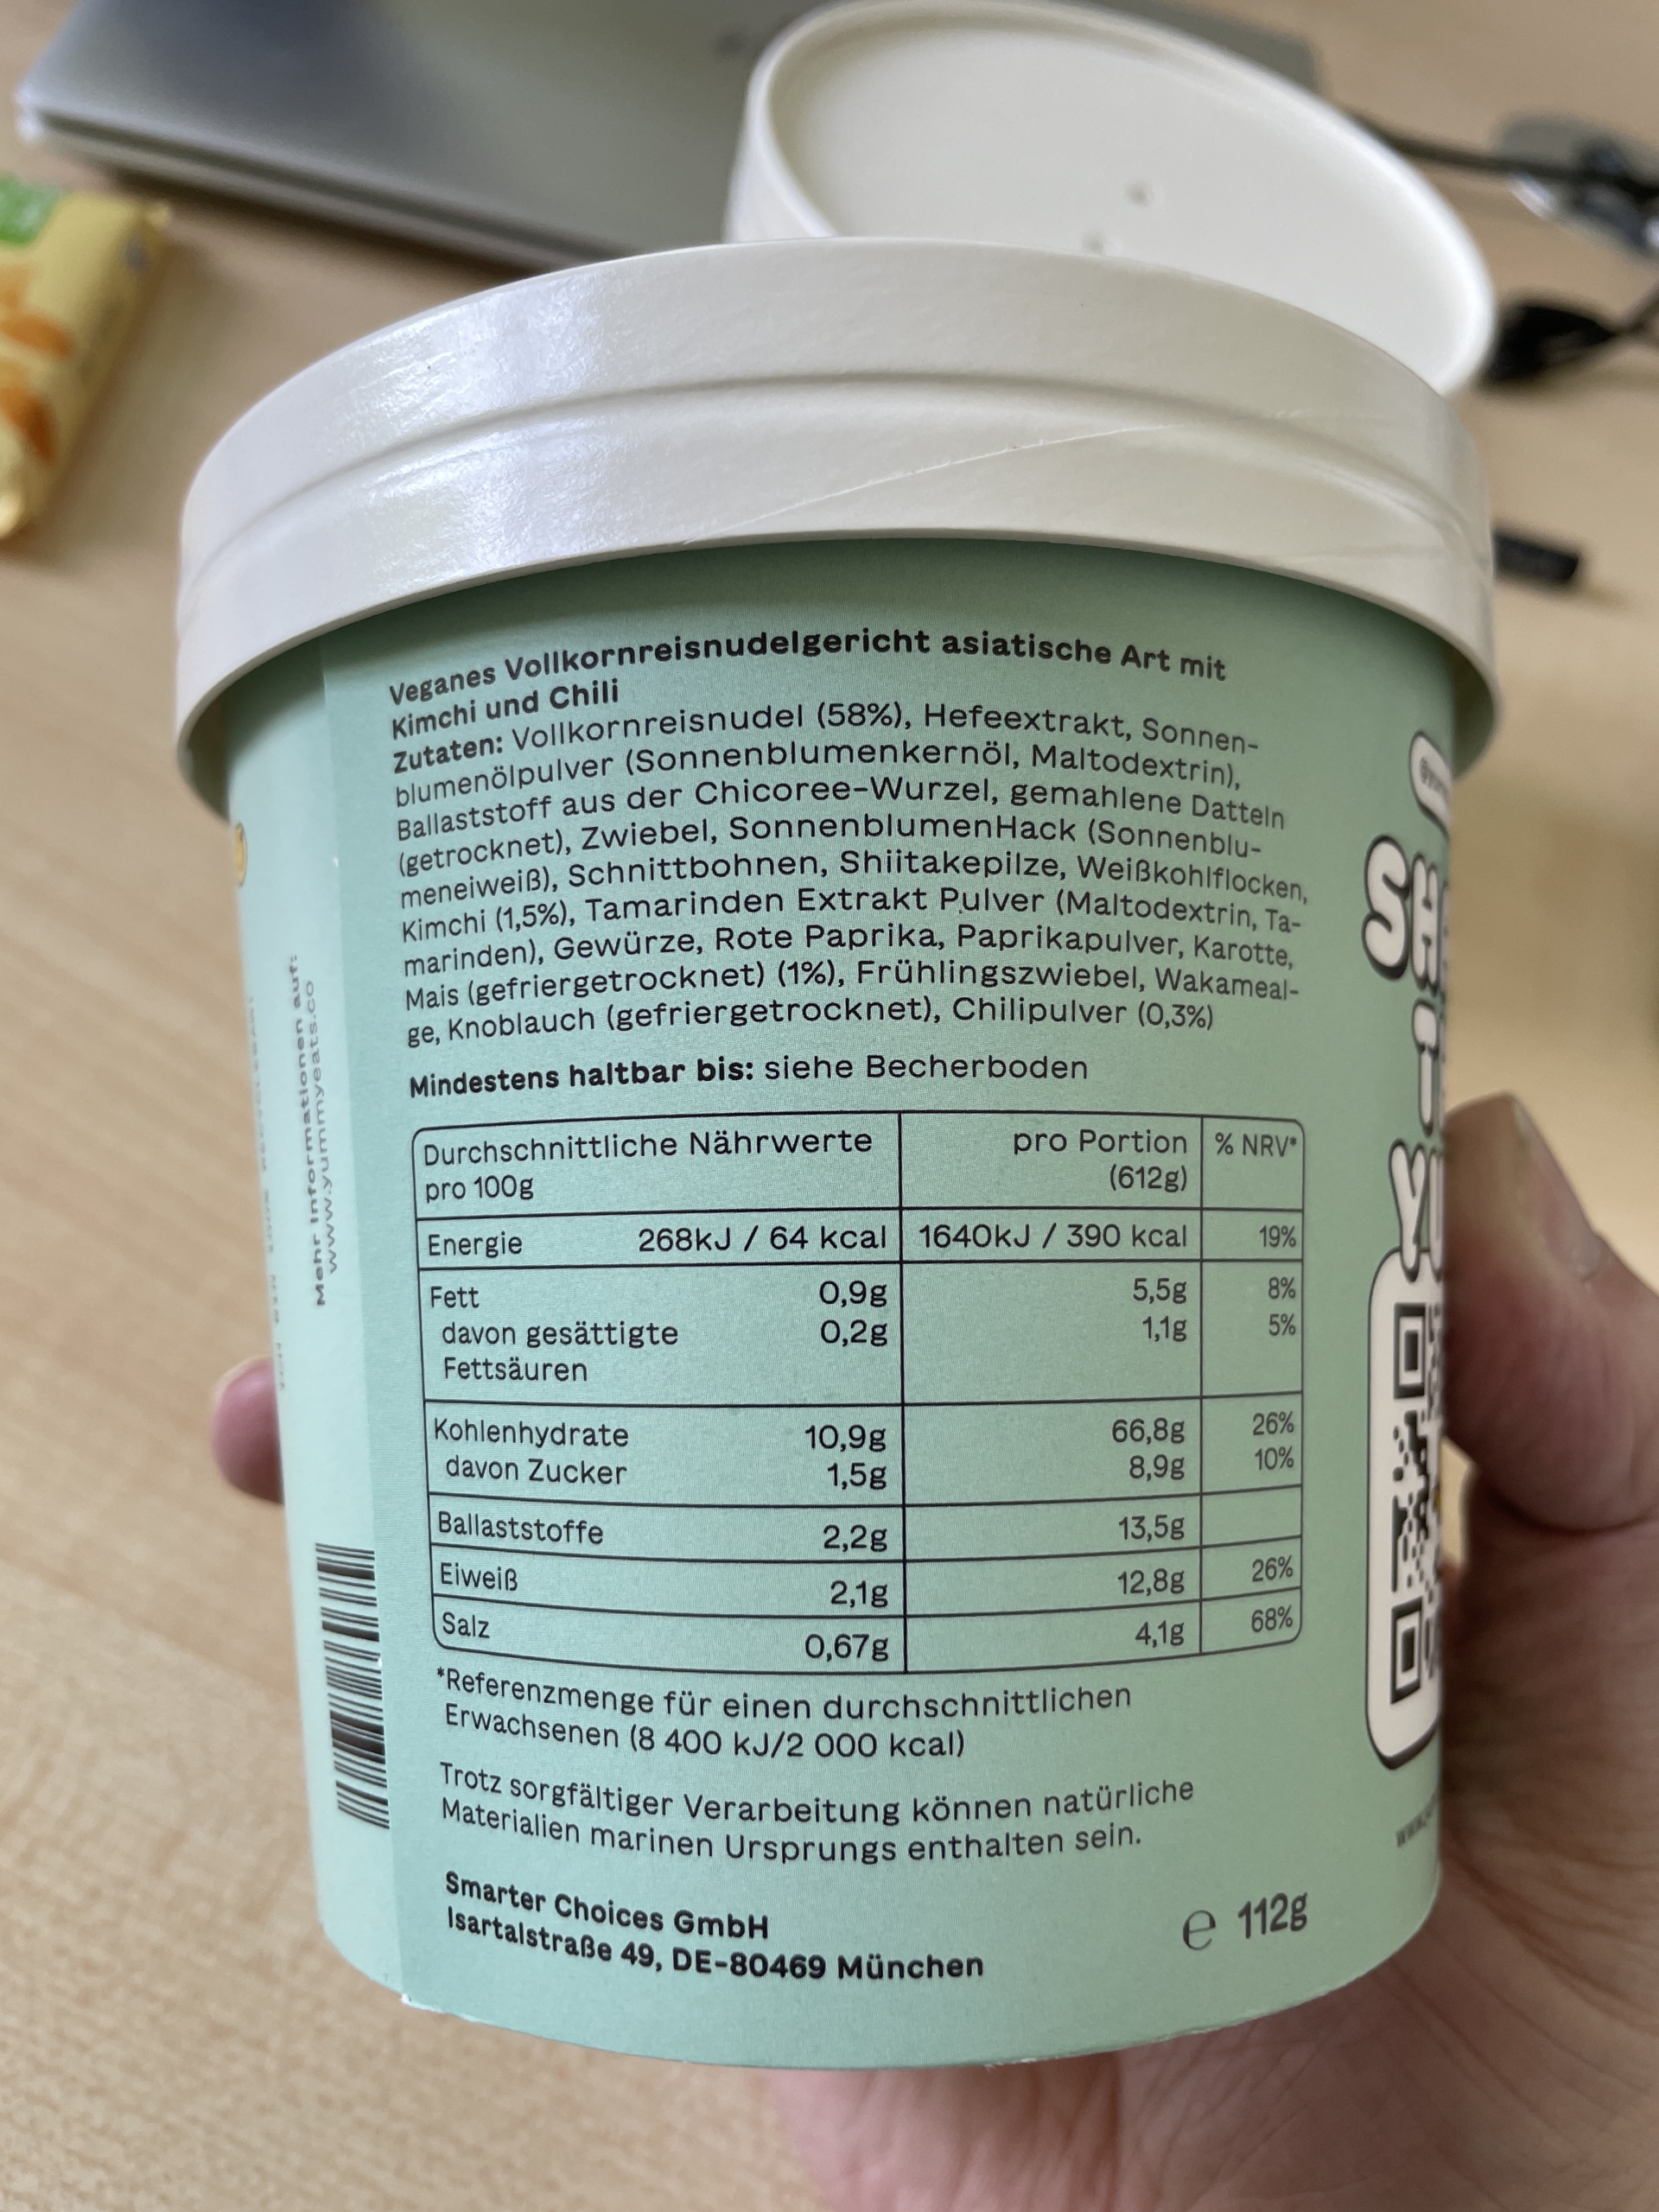 Veganes Vollkornreisnudelgericht asiatische Art mit
Kimchi und Chili
Zutaten: Vollkornreisnudel (58%), Hefeextrakt, Sonnen-
blumenölpulver (Sonnenblumenkernöl, Maltodextrin),
Ballaststoff aus der Chicoree-Wurzel, gemahlene Datteln
(getrocknet), Zwiebel, SonnenblumenHack (Sonnenblu-
meneiweiß), Schnittbohnen, Shiitakepilze, Weißkohlflocken,
Kimchi (1,5%), Tamarinden Extrakt Pulver (Maltodextrin, Ta-
marinden), Gewürze, Rote Paprika, Paprikapulver, Karotte,
Mais (gefriergetrocknet) (1%), Frühlingszwiebel, Wakameal-
ge, Knoblauch (gefriergetrocknet), Chilipulver (0,3%)
Mindestens haltbar bis: siehe Becherboden
Durchschnittliche Nährwerte pro Portion % NRV*
pro 100g (612g)
Energie 268kJ / 64 kcal 1640kJ / 390 kcal 19%
Fett 0,9g 5,5g 8%
davon gesättigte 0,2g 1,1g 5%
Fettsäuren
Kohlenhydrate 10,9g 66,8g 26%
davon Zucker 1,5g 8,9g 10%
Ballaststoffe 2,2g 13,5g
Eiweiß 2,1g 12,8g 26%
Salz 0,67g 4,1g 68%
*Referenzmenge für einen durchschnittlichen
Erwachsenen (8 400 kJ/2 000 kcal)
Trotz sorgfältiger Verarbeitung können natürliche
Materialien marinen Ursprungs enthalten sein.
Smarter Choices GmbH
Isartalstraße 49, DE-80469 München
e 112g
Mehr Informationen auf:
www.yummyeats.co